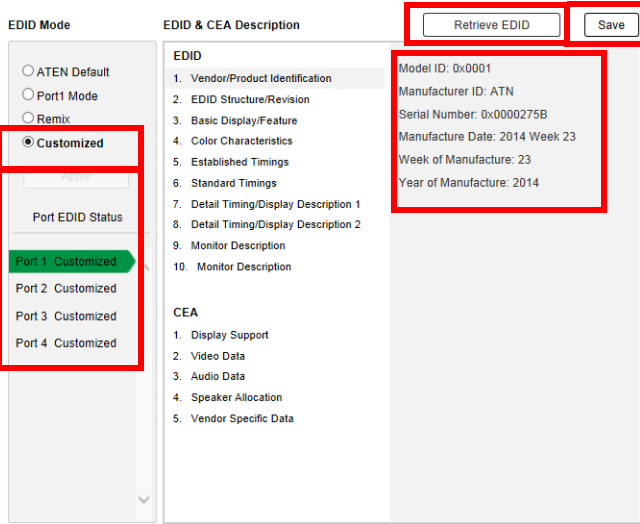 EDID Mode
ATEN Default
Port1 Mode
Remix
Customized
Apply
Port EDID Status
Port 1 Customized
Port 2 Customized
Port 3 Customized
Port 4 Customized
EDID & CEA Description
Retrieve EDID
Save
EDID
1. Vendor/Product Identification
2. EDID Structure/Revision
3. Basic Display/Feature
4. Color Characteristics
5. Established Timings
6. Standard Timings
7. Detail Timing/Display Description 1
8. Detail Timing/Display Description 2
9. Monitor Description
10. Monitor Description
CEA
1. Display Support
2. Video Data
3. Audio Data
4. Speaker Allocation
5. Vendor Specific Data
Model ID: 0x0001
Manufacturer ID: ATN
Serial Number: 0x0000275B
Manufacture Date: 2014 Week 23
Week of Manufacture: 23
Year of Manufacture: 2014